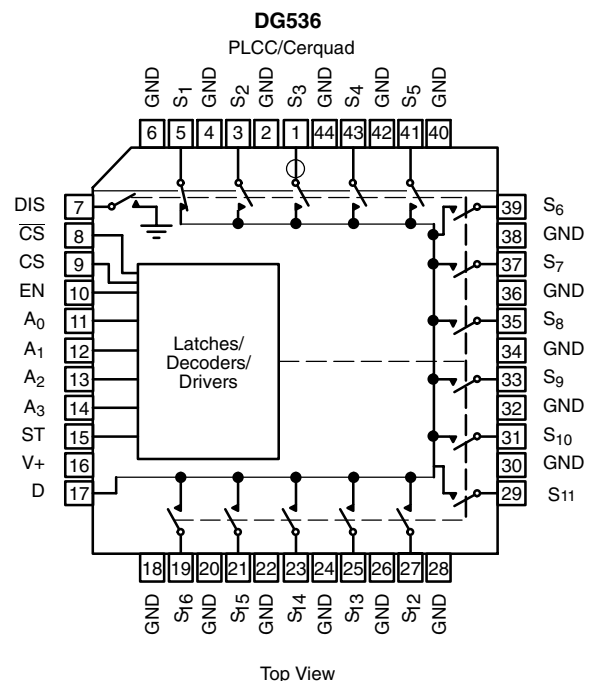 DG536
PLCC/Cerquad
GND S1 GND S2 GND S3 GND S4 GND S5 GND
6 5 4 3 2 1 44 43 42 41 40
DIS 7
CS 8
CS 9
EN 10
A0 11
A1 12
A2 13
A3 14
ST 15
V+ 16
D 17
Latches/
Decoders/
Drivers
39 S6
38 GND
37 S7
36 GND
35 S8
34 GND
33 S9
32 GND
31 S10
30 GND
29 S11
18 19 20 21 22 23 24 25 26 27 28
GND S16 GND S15 GND S14 GND S13 GND S12 GND
Top View